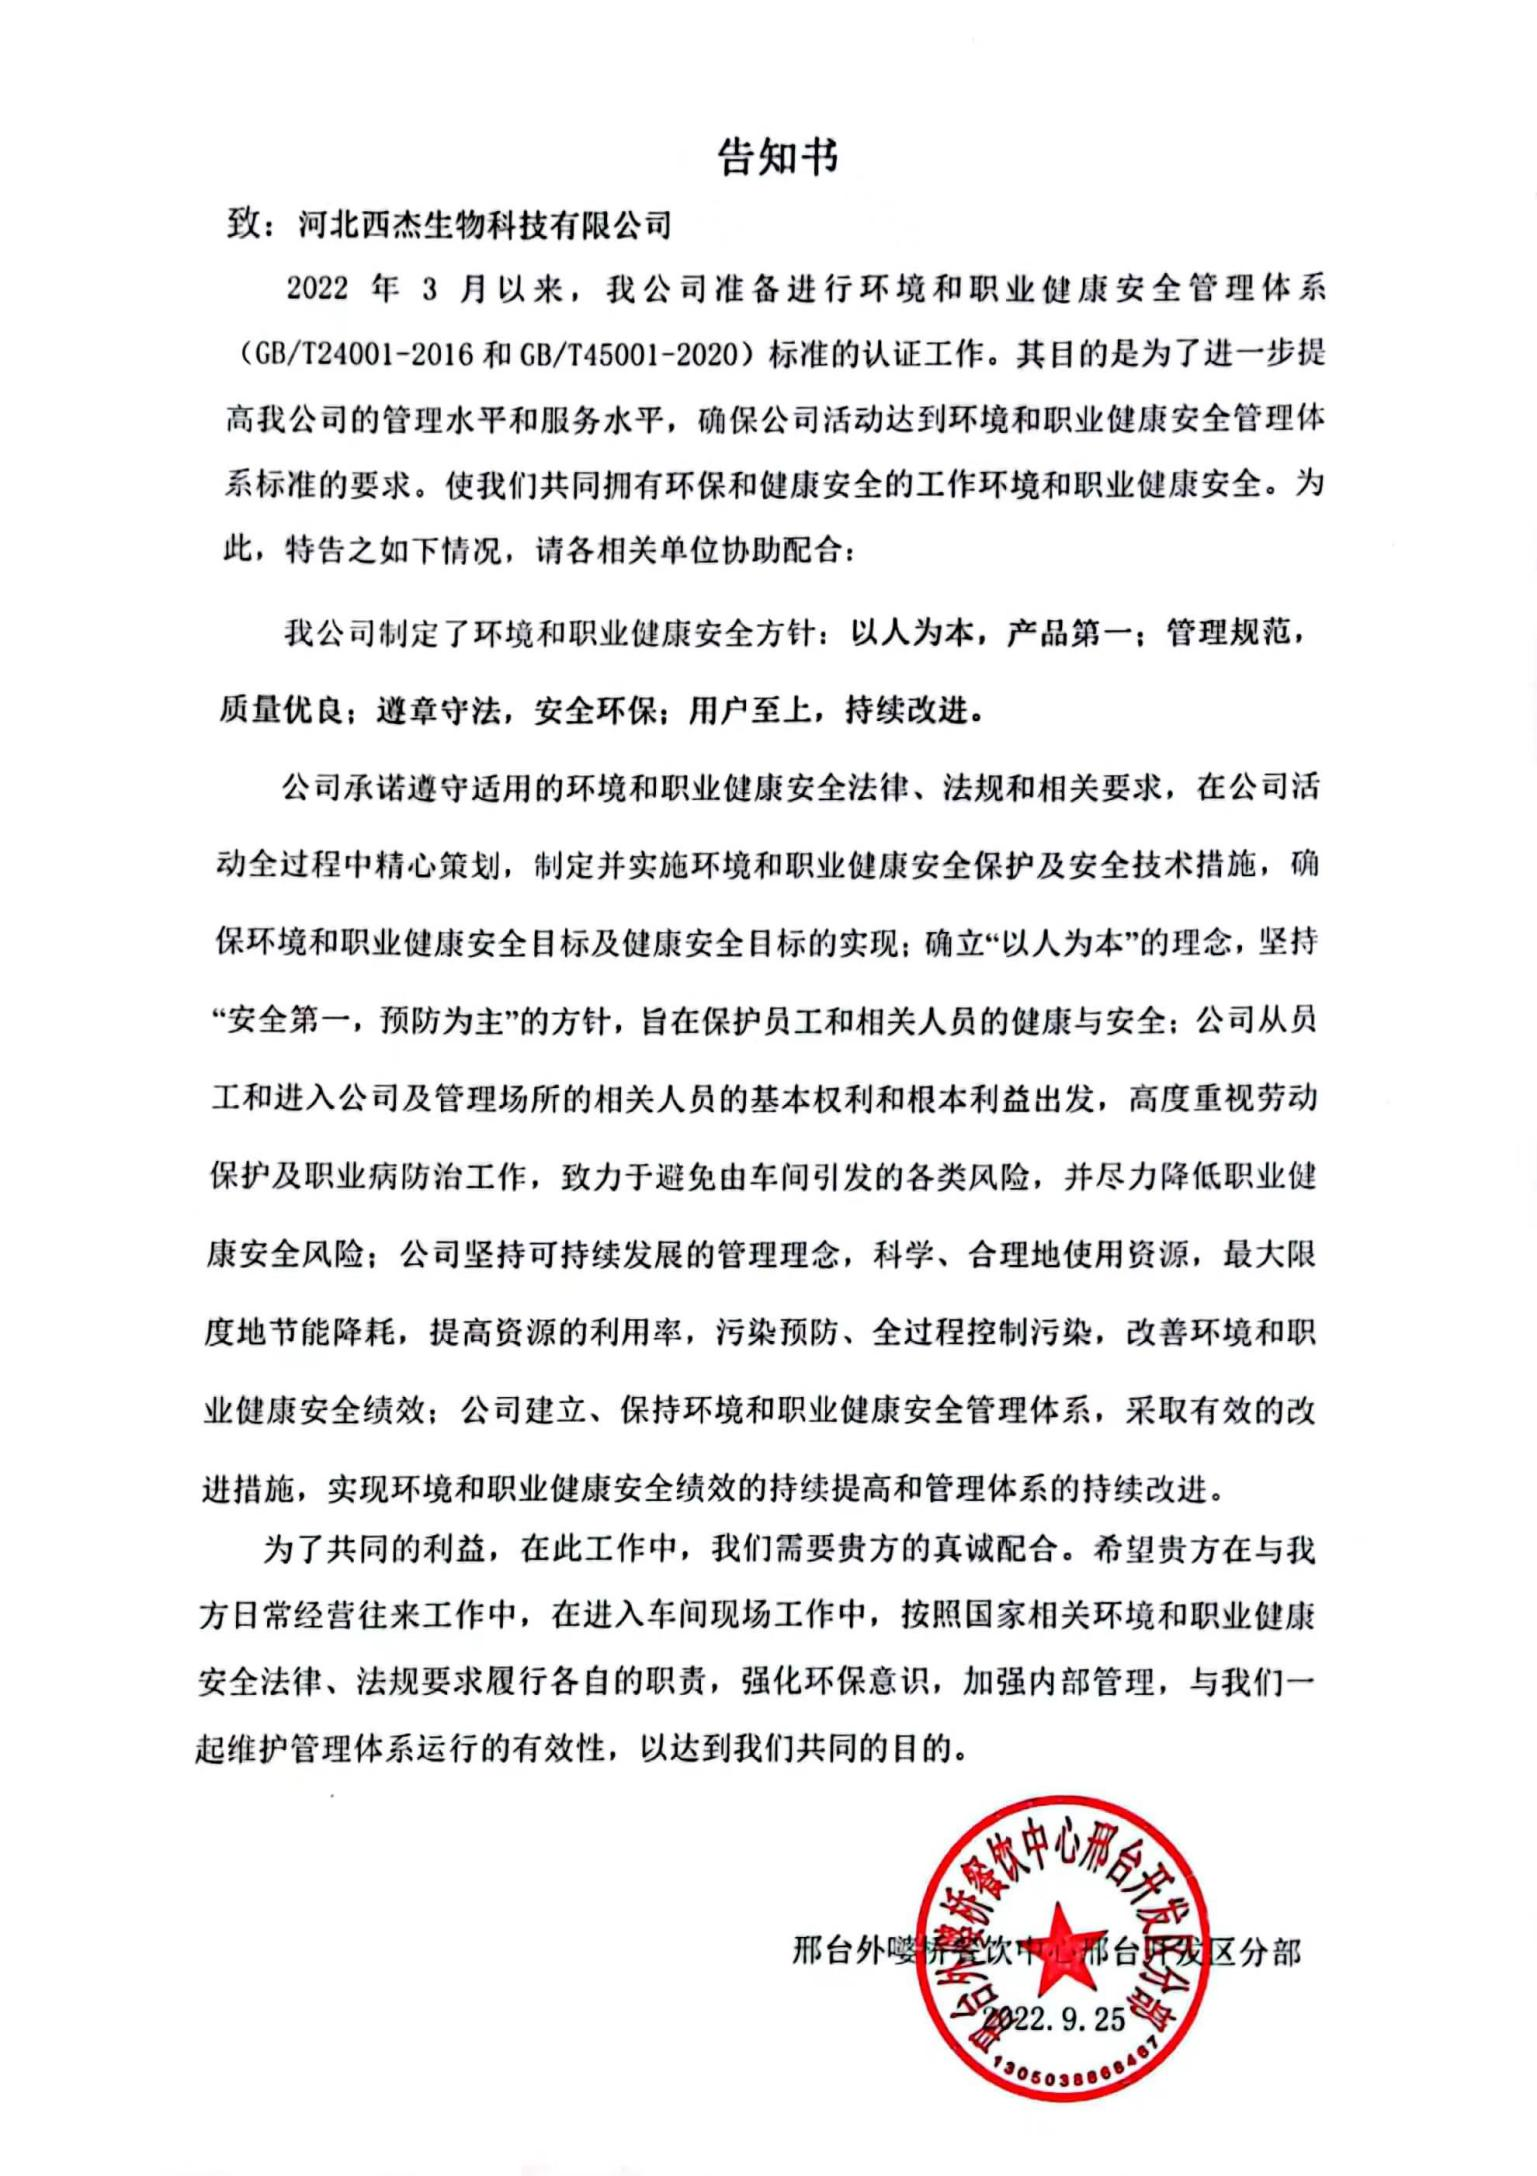 告知书
致：河北西杰生物科技有限公司
2022 年 3 月以来，我公司准备进行环境和职业健康安全管理体系
（GB/T24001-2016 和 GB/T45001-2020）标准的认证工作。其目的是为了进一步提
高我公司的管理水平和服务水平，确保公司活动达到环境和职业健康安全管理体
系标准的要求。使我们共同拥有环保和健康安全的工作环境和职业健康安全。为
此，特告之如下情况，请各相关单位协助配合：
我公司制定了环境和职业健康安全方针：以人为本，产品第一；管理规范，
质量优良；遵章守法，安全环保；用户至上，持续改进。
公司承诺遵守适用的环境和职业健康安全法律、法规和相关要求，在公司活
动全过程中精心策划，制定并实施环境和职业健康安全保护及安全技术措施，确
保环境和职业健康安全目标及健康安全目标的实现；确立“以人为本”的理念，坚持
“安全第一，预防为主”的方针，旨在保护员工和相关人员的健康与安全；公司从员
工和进入公司及管理场所的相关人员的基本权利和根本利益出发，高度重视劳动
保护及职业病防治工作，致力于避免由车间引发的各类风险，并尽力降低职业健
康安全风险；公司坚持可持续发展的管理理念，科学、合理地使用资源，最大限
度地节能降耗，提高资源的利用率，污染预防、全过程控制污染，改善环境和职
业健康安全绩效；公司建立、保持环境和职业健康安全管理体系，采取有效的改
进措施，实现环境和职业健康安全绩效的持续提高和管理体系的持续改进。
为了共同的利益，在此工作中，我们需要贵方的真诚配合。希望贵方在与我
方日常经营往来工作中，在进入车间现场工作中，按照国家相关环境和职业健康
安全法律、法规要求履行各自的职责，强化环保意识，加强内部管理，与我们一
起维护管理体系运行的有效性，以达到我们共同的目的。
邢台外嘤桥餐饮中心邢台开发区分部
2022.9.25
邢台外嘤桥餐饮中心邢台开发区分部
1305038868467